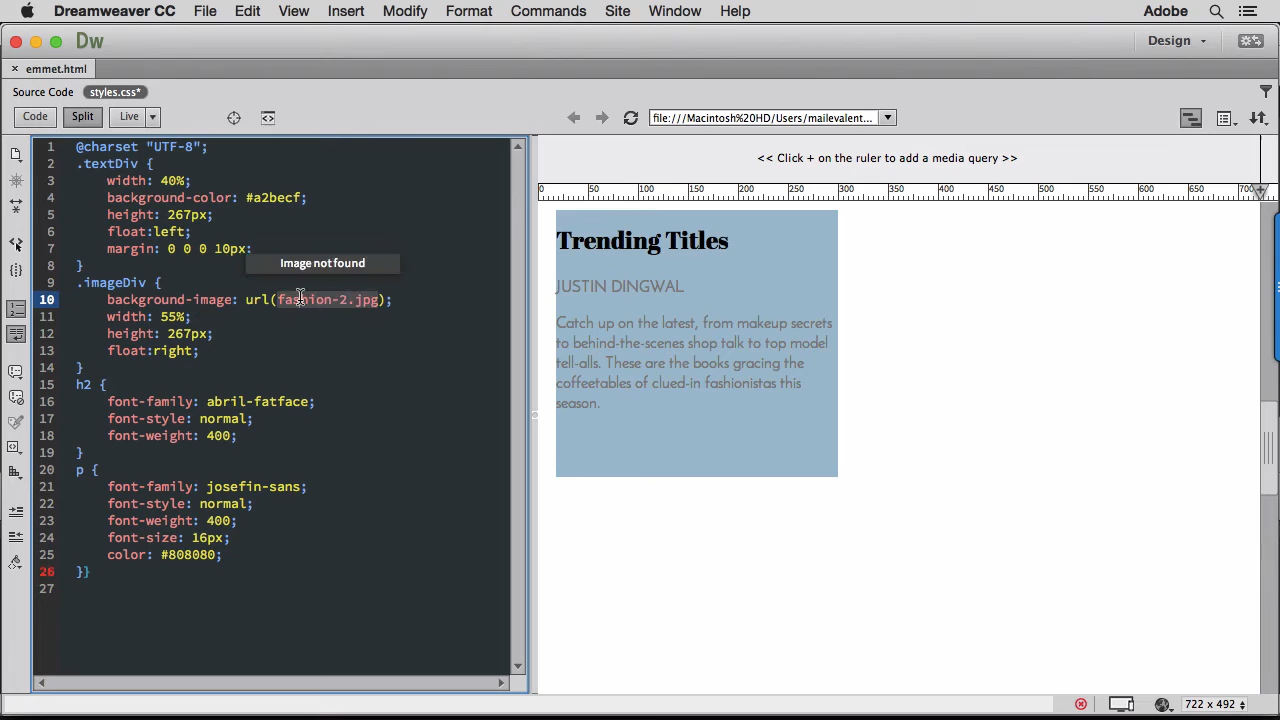 Dreamweaver CC File Edit View Insert Modify Format Commands Site Window Help Adobe
Dw Design
× emmet.html
Source Code styles.css*
Code Split Live file:///Macintosh%20HD/Users/mailevalent...
<< Click + on the ruler to add a media query >>
0 50 100 150 200 250 300 350 400 450 500 550 600 650 700
1 @charset "UTF-8";
2 .textDiv {
3 width: 40%;
4 background-color: #a2becf;
5 height: 267px;
6 float:left;
7 margin: 0 0 0 10px;
8 }
Image not found
9 .imageDiv {
10 background-image: url(fashion-2.jpg);
11 width: 55%;
12 height: 267px;
13 float:right;
14 }
15 h2 {
16 font-family: abril-fatface;
17 font-style: normal;
18 font-weight: 400;
19 }
20 p {
21 font-family: josefin-sans;
22 font-style: normal;
23 font-weight: 400;
24 font-size: 16px;
25 color: #808080;
26 }}
27
Trending Titles
JUSTIN DINGWAL
Catch up on the latest, from makeup secrets
to behind-the-scenes shop talk to top model
tell-alls. These are the books gracing the
coffeetables of clued-in fashionistas this
season.
722 x 492